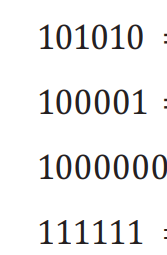 101010 =
100001 =
1000000
111111 =